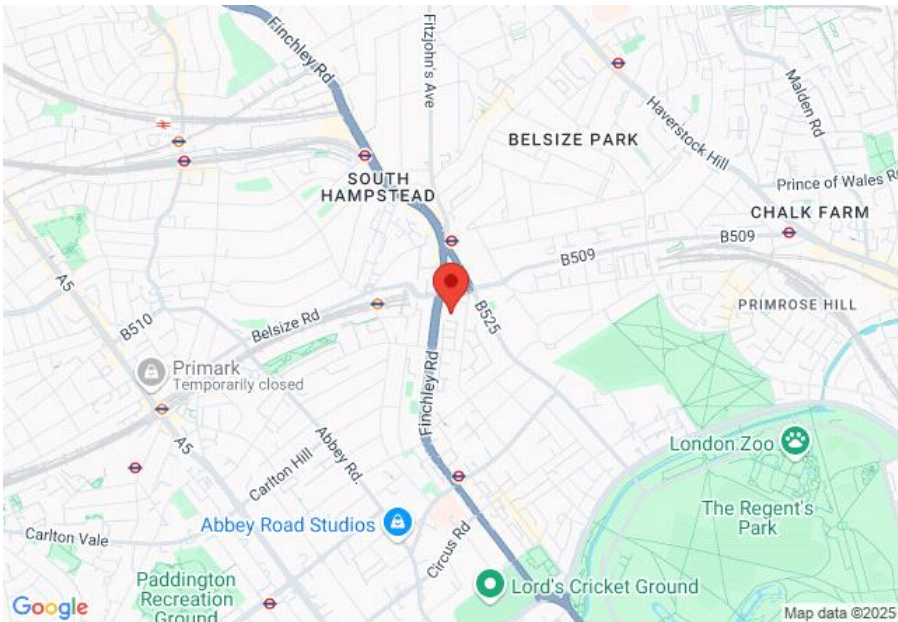 Finchley Rd
Fitzjohn's Ave
Malden Rd
Haverstock Hill
BELSIZE PARK
SOUTH
HAMPSTEAD
Prince of Wales Rd
CHALK FARM
B509
B509
A5
B510
Belsize Rd
B525
PRIMROSE HILL
Primark
Temporarily closed
Finchley Rd
A5
Abbey Rd.
Carlton Hill
London Zoo
The Regent's
Park
Abbey Road Studios
Carlton Vale
Circus Rd
Paddington
Recreation
Ground
Lord's Cricket Ground
Google
Map data ©2025